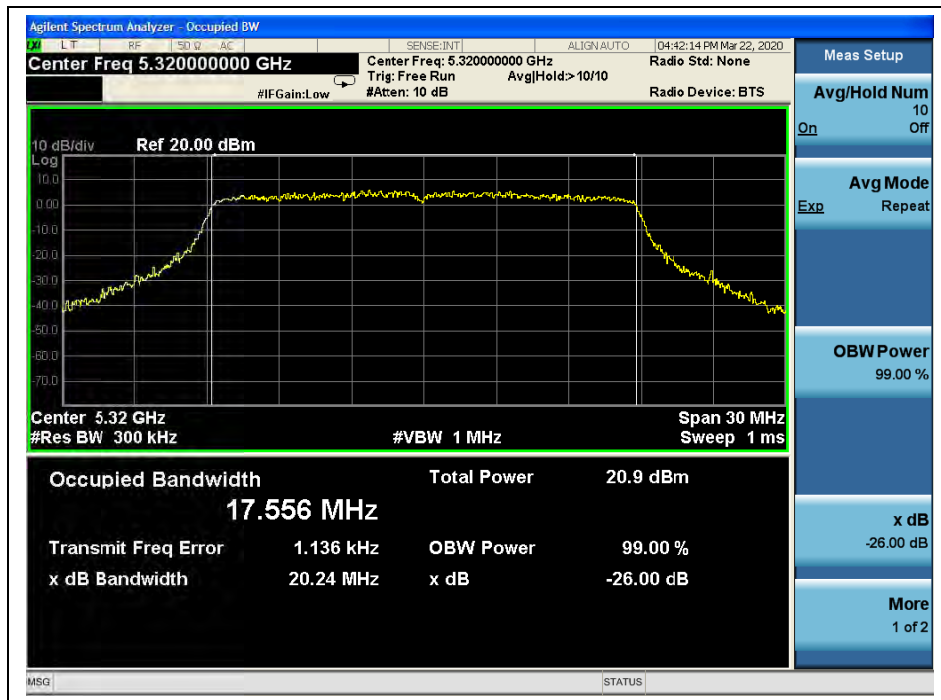 Agilent Spectrum Analyzer - Occupied BW
LXI L T RF 50 Ω AC SENSE:INT ALIGN AUTO 04:42:14 PM Mar 22, 2020
Center Freq 5.320000000 GHz
Center Freq: 5.320000000 GHz
Radio Std: None
Trig: Free Run Avg|Hold:> 10/10
#IFGain:Low
#Atten: 10 dB
Radio Device: BTS
10 dB/div Ref 20.00 dBm
Log
10.0
0.00
-10.0
-20.0
-30.0
-40.0
-50.0
-60.0
-70.0
Center 5.32 GHz Span 30 MHz
#Res BW 300 kHz #VBW 1 MHz Sweep 1 ms
Occupied Bandwidth Total Power 20.9 dBm
17.556 MHz
Transmit Freq Error 1.136 kHz OBW Power 99.00 %
x dB Bandwidth 20.24 MHz x dB -26.00 dB
Meas Setup
Avg/Hold Num
10
On Off
Avg Mode
Exp Repeat
OBW Power
99.00 %
x dB
-26.00 dB
More
1 of 2
MSG STATUS